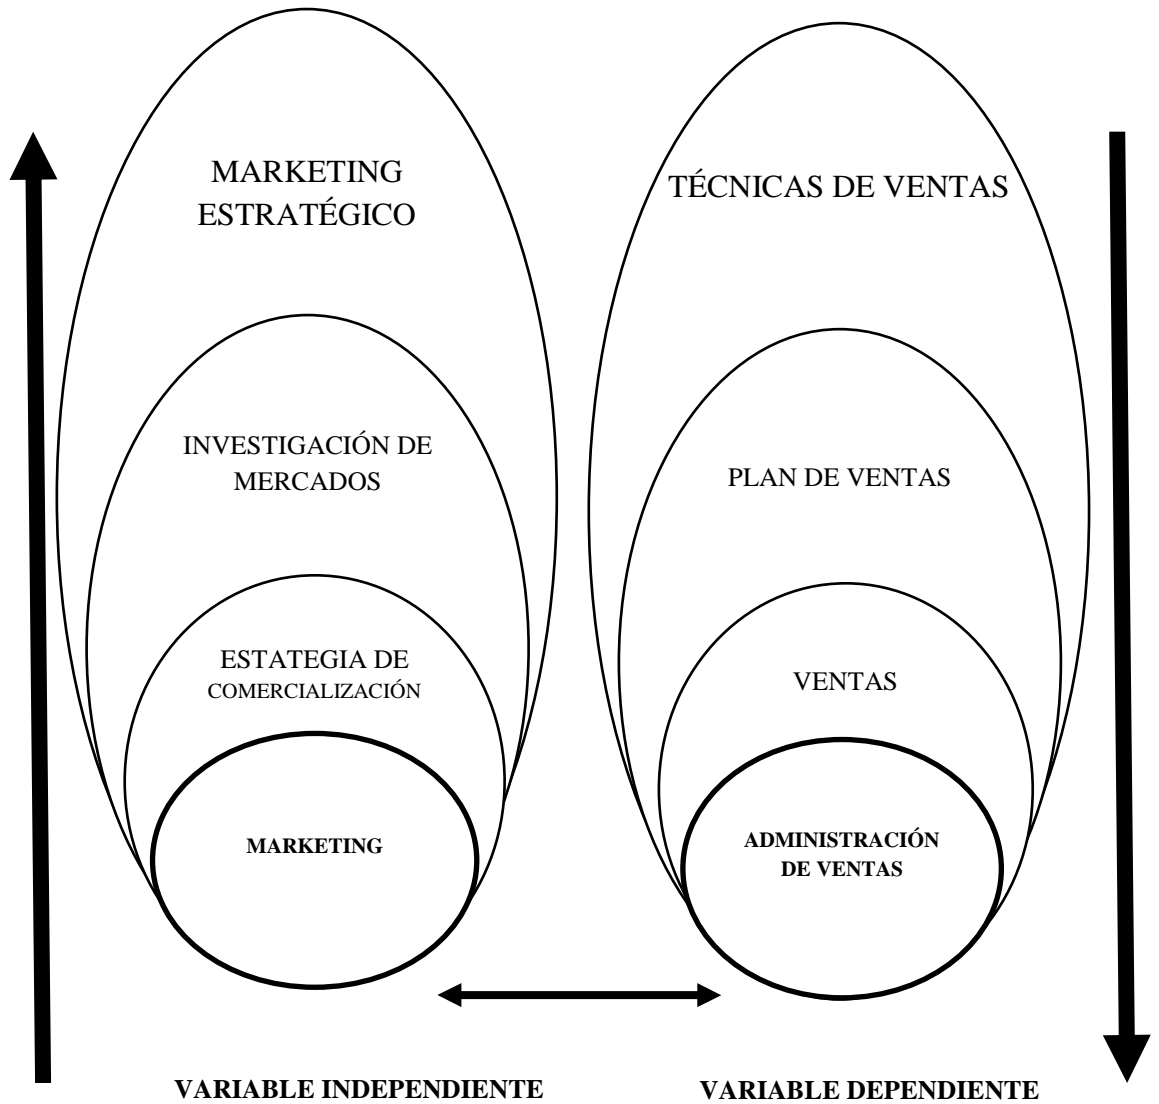 MARKETING
ESTRATÉGICO
INVESTIGACIÓN DE
MERCADOS
ESTATEGIA DE
COMERCIALIZACIÓN
MARKETING
VARIABLE INDEPENDIENTE
TÉCNICAS DE VENTAS
PLAN DE VENTAS
VENTAS
ADMINISTRACIÓN
DE VENTAS
VARIABLE DEPENDIENTE